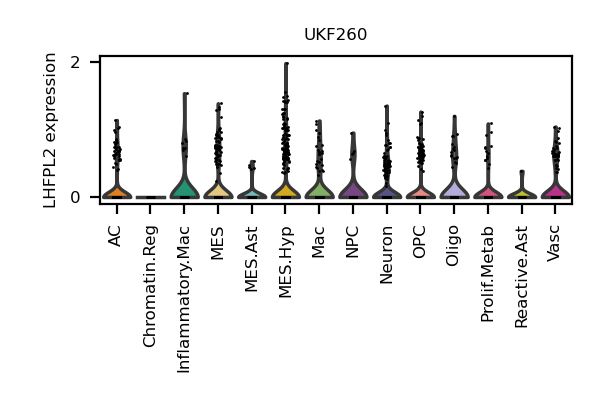 UKF260
LHFPL2 expression
2
0
AC
Chromatin.Reg
Inflammatory.Mac
MES
MES.Ast
MES.Hyp
Mac
NPC
Neuron
OPC
Oligo
Prolif.Metab
Reactive.Ast
Vasc